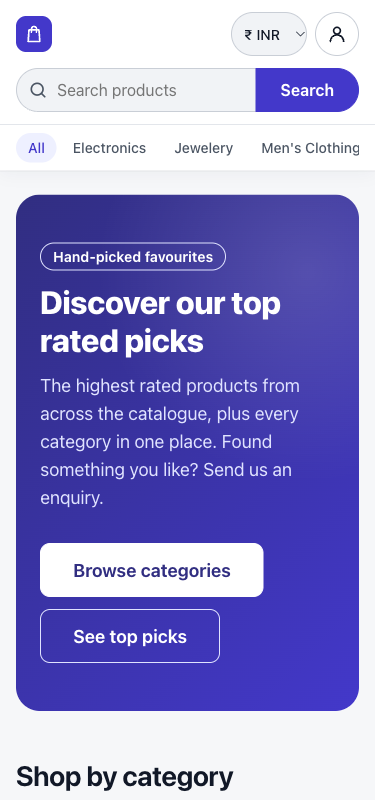 ₹ INR
Search products
Search
All
Electronics
Jewelery
Men's Clothing
Hand-picked favourites
Discover our top
rated picks
The highest rated products from
across the catalogue, plus every
category in one place. Found
something you like? Send us an
enquiry.
Browse categories
See top picks
Shop by category